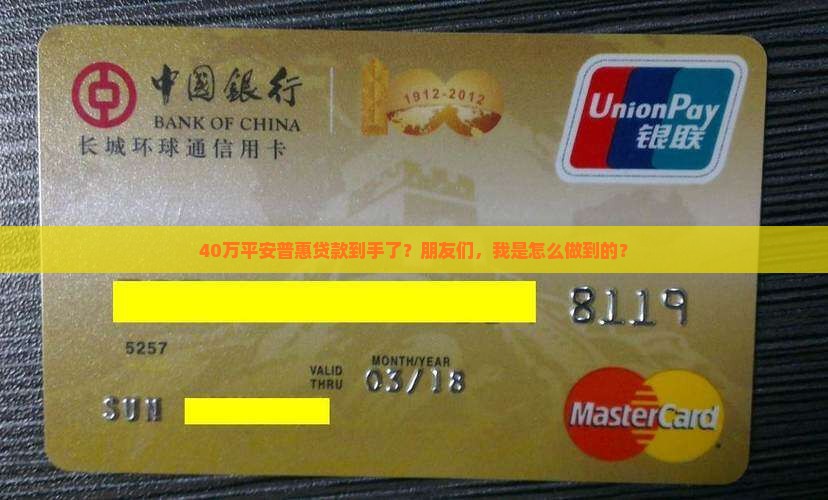 中國銀行
BANK OF CHINA
长城环球通信用卡
1912-2012
UnionPay
银联
40万平安普惠贷款到手了？朋友们，我是怎么做到的？
8119
5257
VALID THRU
MONTH/YEAR
03/18
SUN
MasterCard